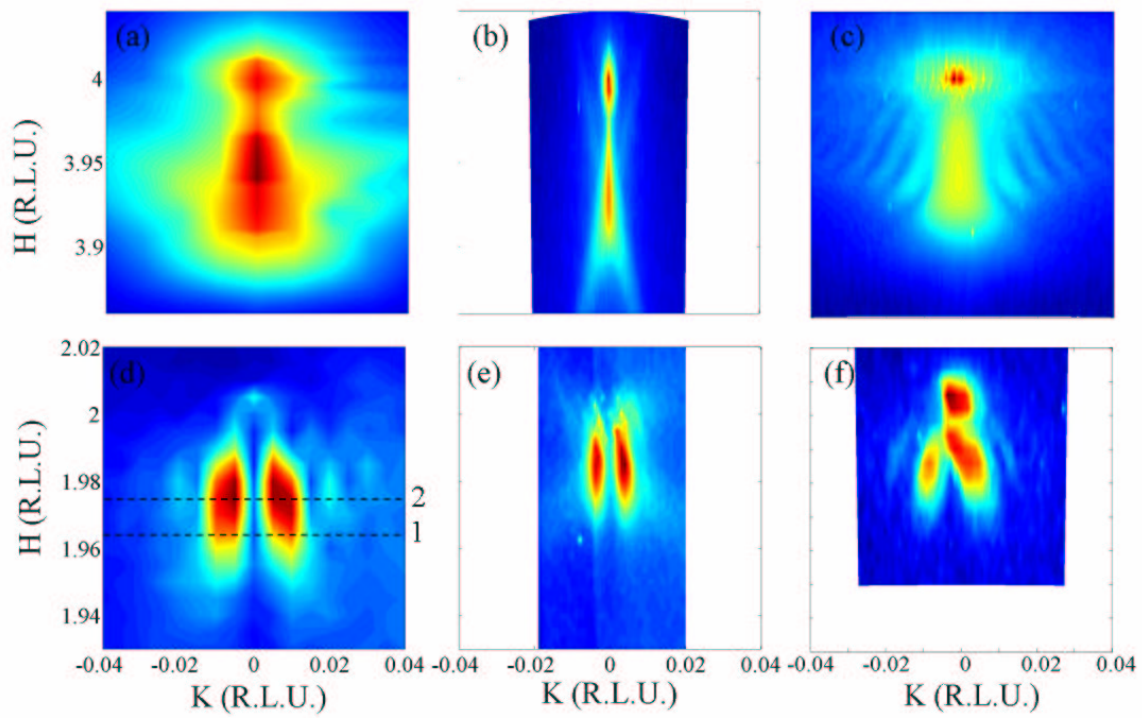 (a) (b) (c)
4
3.95
3.9
H (R.L.U.)
(d) (e) (f)
2.02
2
1.98
1.96
1.94
2
1
H (R.L.U.)
-0.04 -0.02 0 0.02 0.04
-0.04 -0.02 0 0.02 0.04
-0.04 -0.02 0 0.02 0.04
K (R.L.U.) K (R.L.U.) K (R.L.U.)